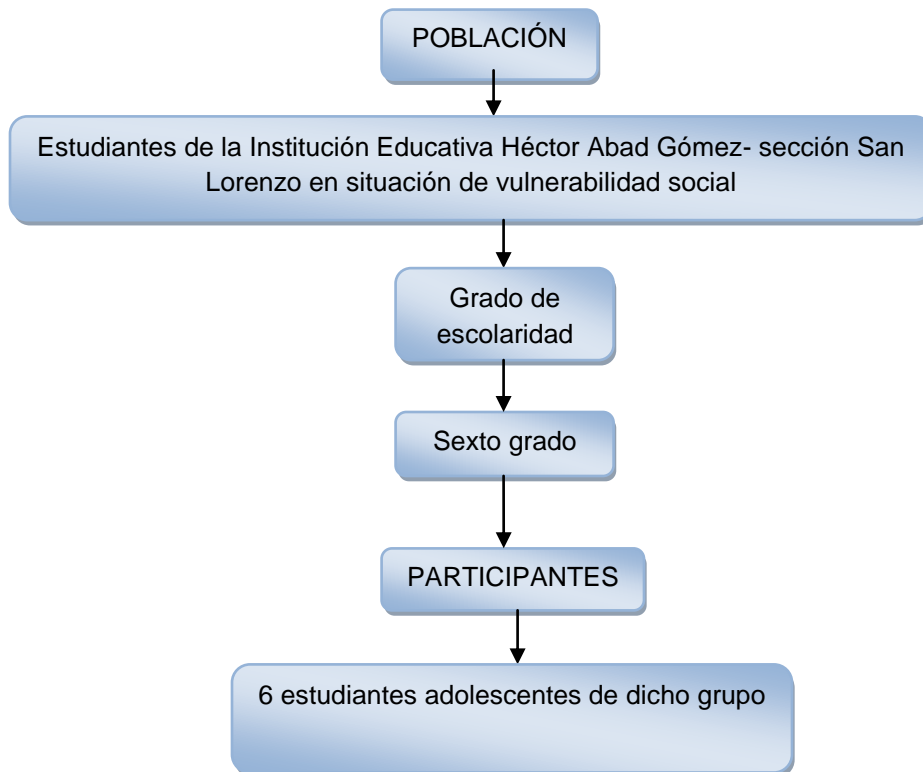 POBLACIÓN
Estudiantes de la Institución Educativa Héctor Abad Gómez- sección San
Lorenzo en situación de vulnerabilidad social
Grado de
escolaridad
Sexto grado
PARTICIPANTES
6 estudiantes adolescentes de dicho grupo